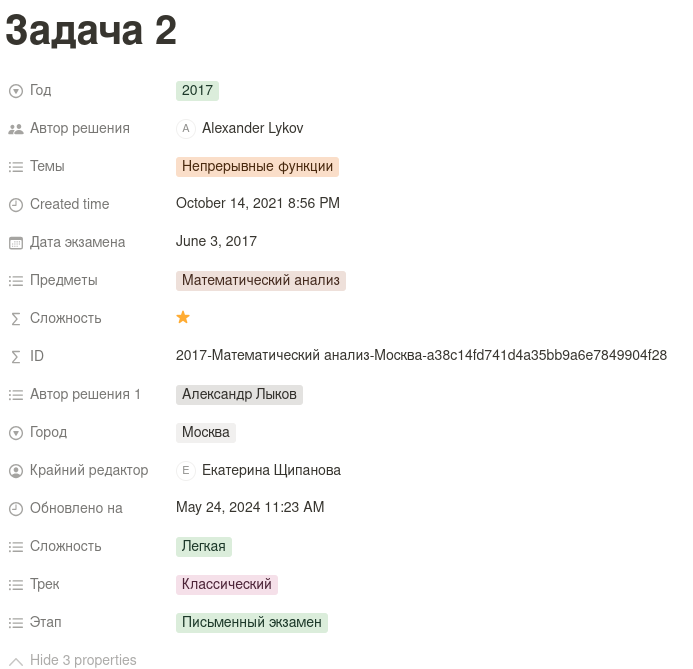 Задача 2
Год 2017
Автор решения A Alexander Lykov
Темы Непрерывные функции
Created time October 14, 2021 8:56 PM
Дата экзамена June 3, 2017
Предметы Математический анализ
Сложность
ID 2017-Математический анализ-Москва-a38c14fd741d4a35bb9a6e7849904f28
Автор решения 1 Александр Лыков
Город Москва
Крайний редактор E Екатерина Щипанова
Обновлено на May 24, 2024 11:23 AM
Сложность Легкая
Трек Классический
Этап Письменный экзамен
Hide 3 properties